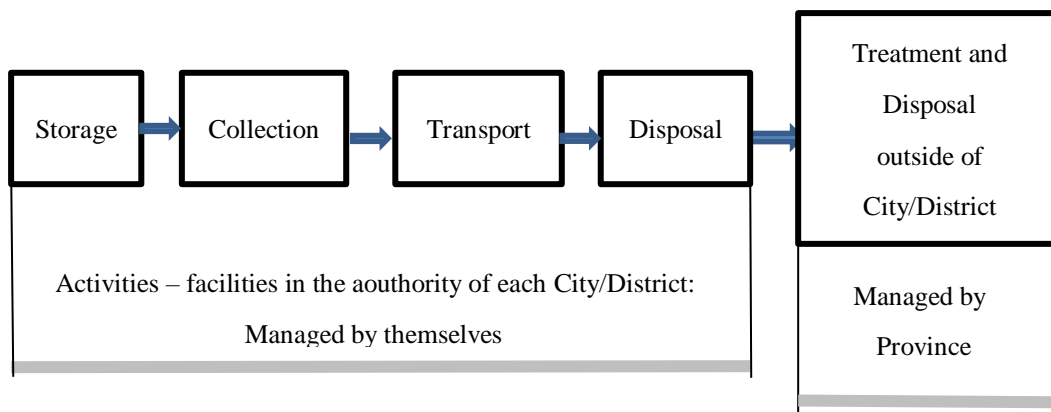 Storage
Collection
Transport
Disposal
Treatment and
Disposal
outside of
City/District
Activities – facilities in the aouthority of each City/District:
Managed by themselves
Managed by
Province